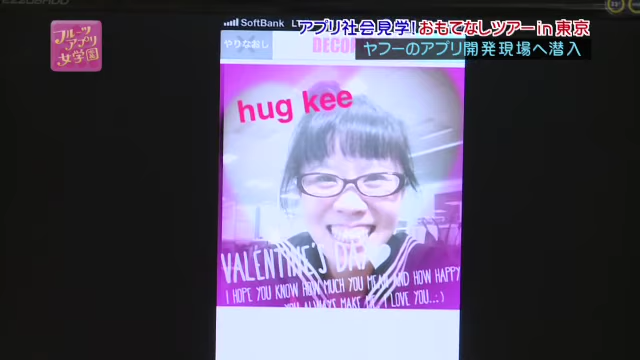 フルーツ
アプリ
女学園
SoftBank
アプリ社会見学!おもてなしツアーin東京
ヤフーのアプリ開発現場へ潜入
やりなおし
hug kee
VALENTINE'S DAY
I HOPE YOU KNOW HOW MUCH YOU MEAN AND HOW HAPPY
YOU ALWAYS MAKE ME. I LOVE YOU..:)